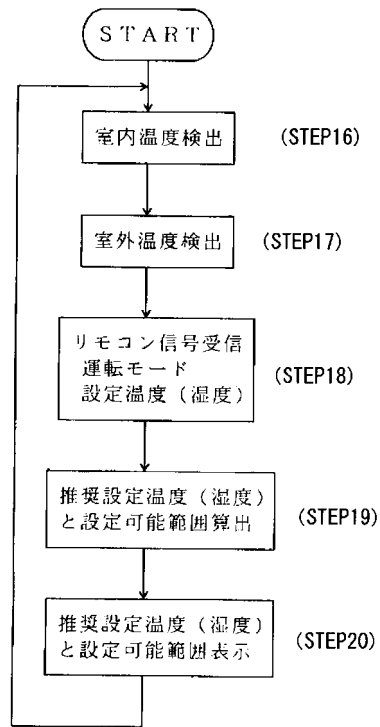 START
室内温度検出 (STEP16)
室外温度検出 (STEP17)
リモコン信号受信
運転モード
設定温度（湿度）
(STEP18)
推奨設定温度（湿度）
と設定可能範囲算出
(STEP19)
推奨設定温度（湿度）
と設定可能範囲表示
(STEP20)